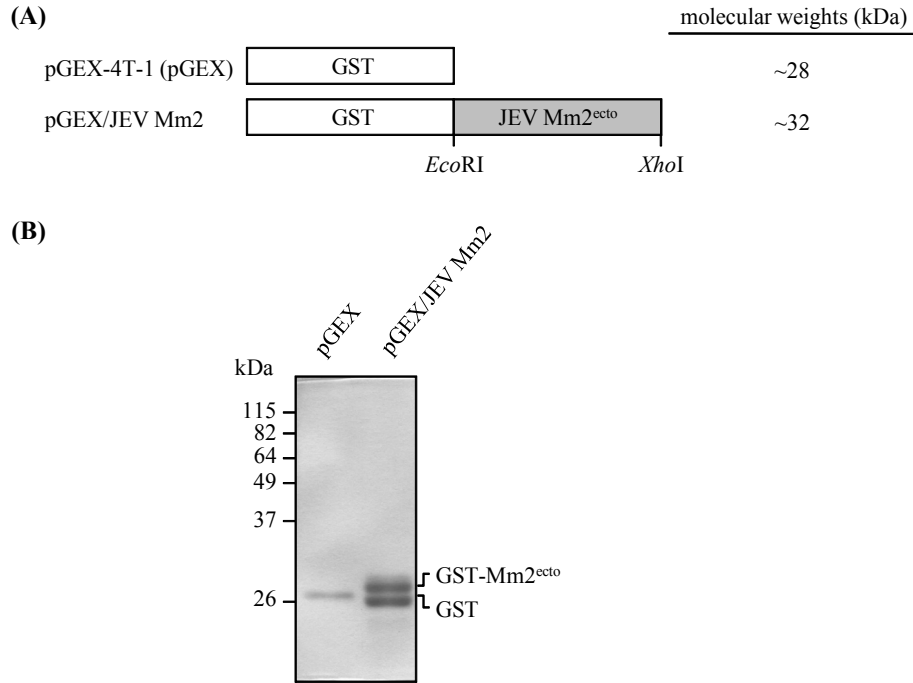 (A)
molecular weights (kDa)
pGEX-4T-1 (pGEX) GST ~28
pGEX/JEV Mm2 GST JEV Mm2ecto ~32
EcoRI XhoI
(B)
pGEX pGEX/JEV Mm2
kDa
115
82
64
49
37
GST-Mm2ecto
26
GST